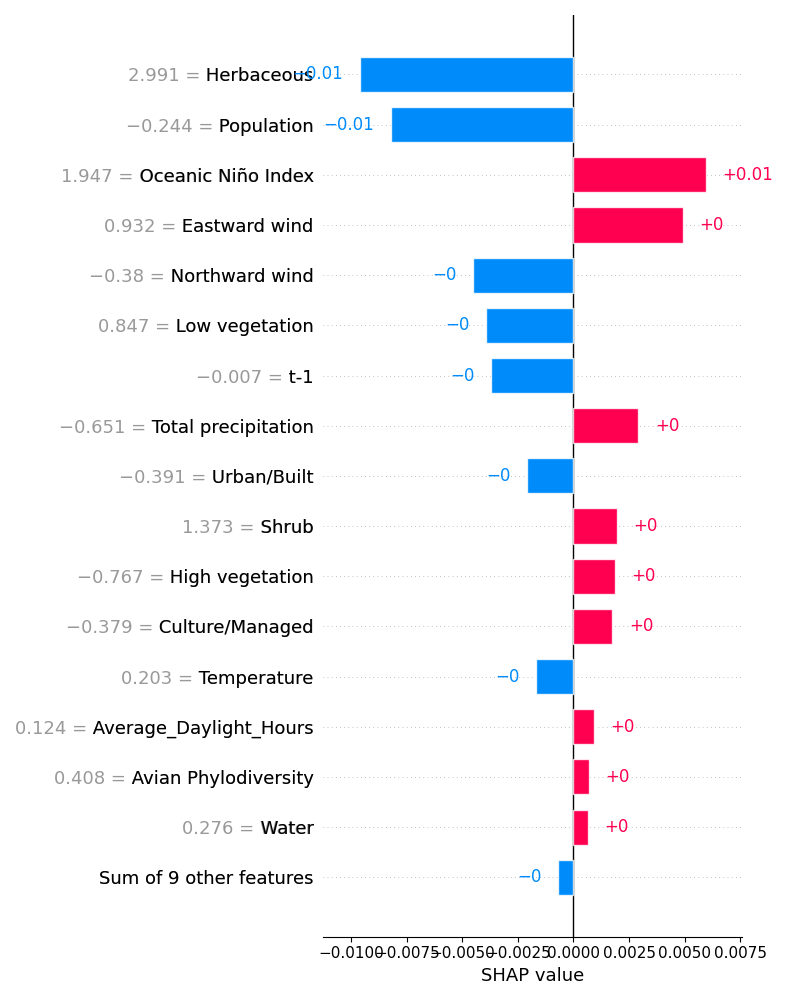 2.991 = Herbaceous −0.01
−0.244 = Population −0.01
1.947 = Oceanic Niño Index +0.01
0.932 = Eastward wind +0
−0.38 = Northward wind −0
0.847 = Low vegetation −0
−0.007 = t-1 −0
−0.651 = Total precipitation +0
−0.391 = Urban/Built −0
1.373 = Shrub +0
−0.767 = High vegetation +0
−0.379 = Culture/Managed +0
0.203 = Temperature −0
0.124 = Average_Daylight_Hours +0
0.408 = Avian Phylodiversity +0
0.276 = Water +0
Sum of 9 other features −0
−0.0100 −0.0075 −0.0050 −0.0025 0.0000 0.0025 0.0050 0.0075
SHAP value